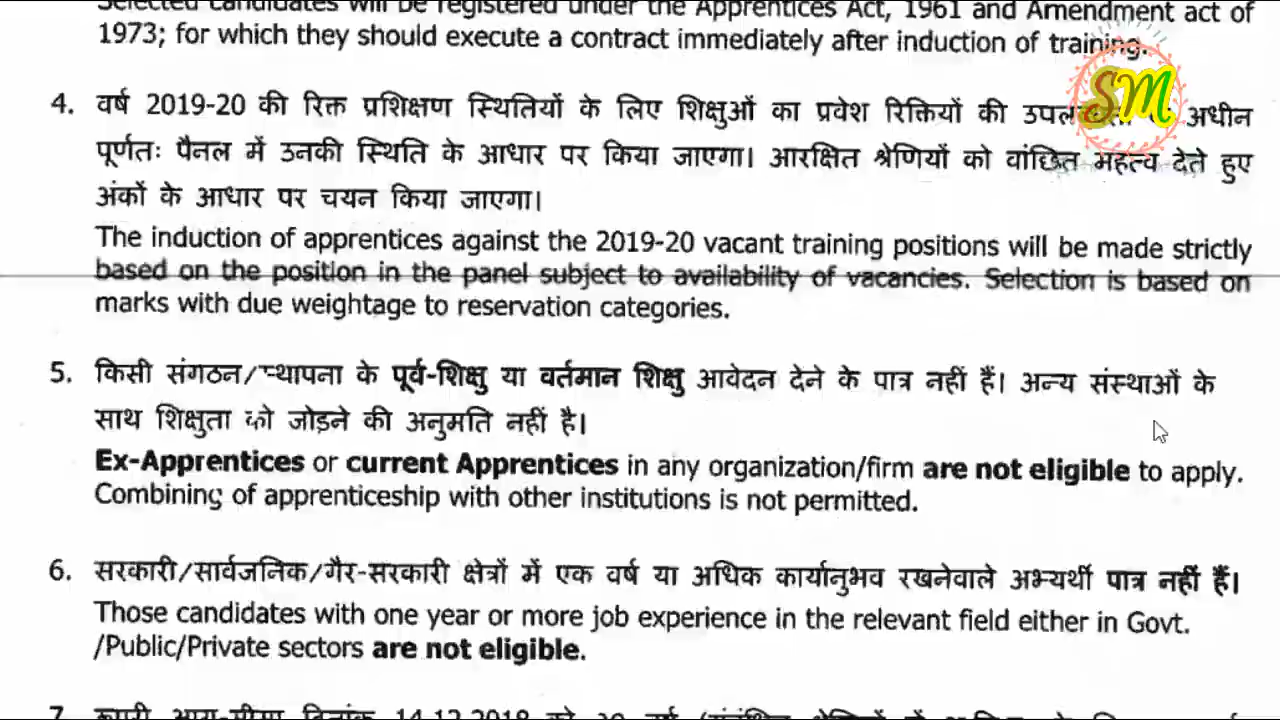 Selected candidates will be registered under the Apprentices Act, 1961 and Amendment act of
1973; for which they should execute a contract immediately after induction of training.
SM
4. वर्ष 2019-20 की रिक्त प्रशिक्षण स्थितियों के लिए शिक्षुओं का प्रवेश रिक्तियों की अधीन
पूर्णतः पैनल में उनकी स्थिति के आधार पर किया जाएगा। आरक्षित श्रेणियों को वांछित महत्व देते हुए
अंकों के आधार पर चयन किया जाएगा।
The induction of apprentices against the 2019-20 vacant training positions will be made strictly
based on the position in the panel subject to availability of vacancies. Selection is based on
marks with due weightage to reservation categories.
5. किसी संगठन/स्थापना के पूर्व-शिक्षु या वर्तमान शिक्षु आवेदन देने के पात्र नहीं हैं। अन्य संस्थाओं के
साथ शिक्षुता को जोड़ने की अनुमति नहीं है।
Ex-Apprentices or current Apprentices in any organization/firm are not eligible to apply.
Combining of apprenticeship with other institutions is not permitted.
6. सरकारी/सार्वजनिक/गैर-सरकारी क्षेत्रों में एक वर्ष या अधिक कार्यानुभव रखनेवाले अभ्यर्थी पात्र नहीं हैं।
Those candidates with one year or more job experience in the relevant field either in Govt.
/Public/Private sectors are not eligible.
7. 14.12.2018 को